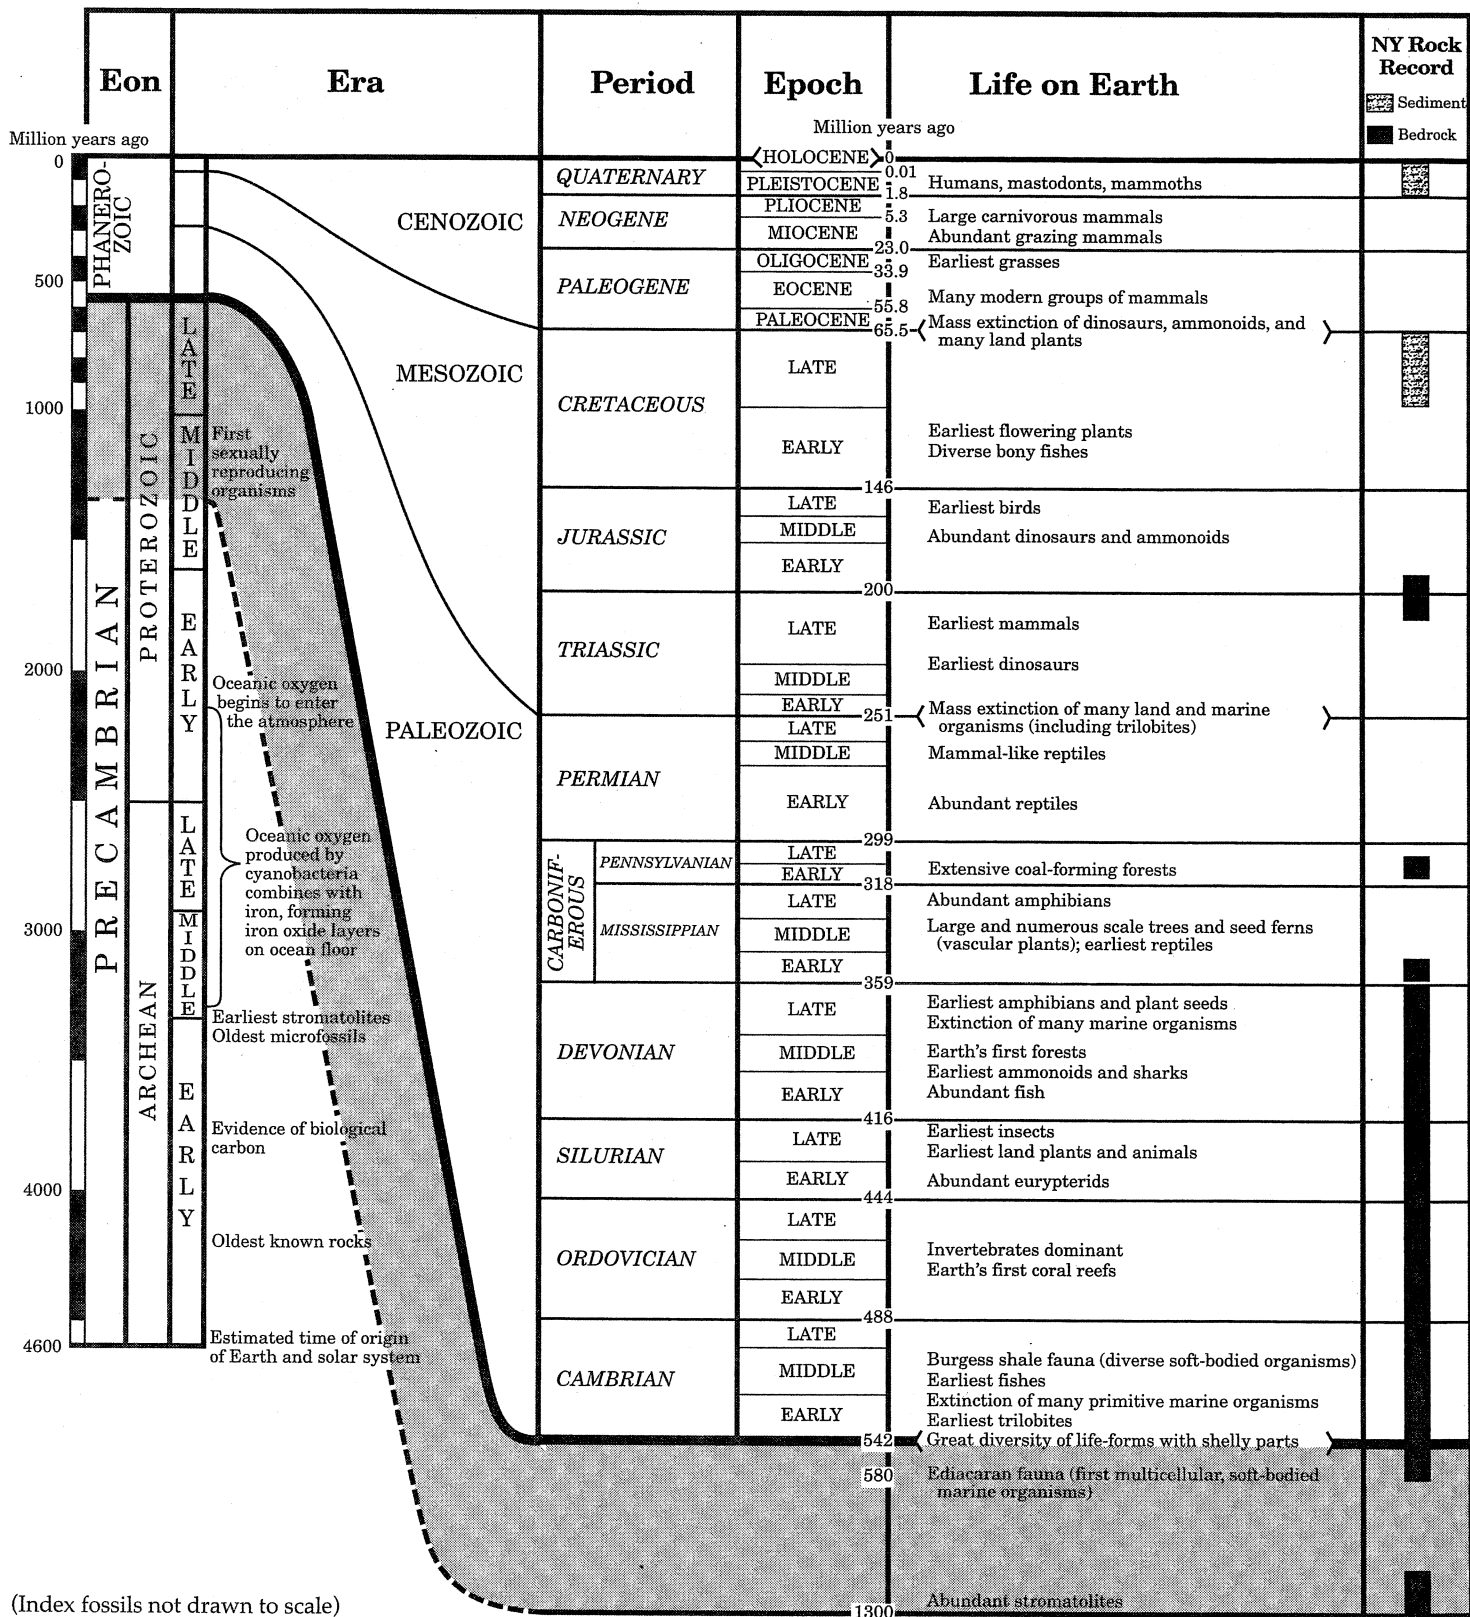 Eon
Era
Period
Epoch
Life on Earth
NY Rock
Record
Sediment
Bedrock
Million years ago
Million years ago
0
500
1000
2000
3000
4000
4600
PHANERO-
ZOIC
PRECAMBRIAN
PROTEROZOIC
ARCHEAN
LATE
MIDDLE
EARLY
LATE
MIDDLE
EARLY
First
sexually
reproducing
organisms
Oceanic oxygen
begins to enter
the atmosphere
Oceanic oxygen
produced by
cyanobacteria
combines with
iron, forming
iron oxide layers
on ocean floor
Earliest stromatolites
Oldest microfossils
Evidence of biological
carbon
Oldest known rocks
Estimated time of origin
of Earth and solar system
CENOZOIC
MESOZOIC
PALEOZOIC
QUATERNARY
NEOGENE
PALEOGENE
CRETACEOUS
JURASSIC
TRIASSIC
PERMIAN
CARBONIF-
EROUS
PENNSYLVANIAN
MISSISSIPPIAN
DEVONIAN
SILURIAN
ORDOVICIAN
CAMBRIAN
HOLOCENE 0
0.01
PLEISTOCENE
1.8
PLIOCENE
5.3
MIOCENE
23.0
OLIGOCENE
33.9
EOCENE
55.8
PALEOCENE
65.5
LATE
EARLY
146
LATE
MIDDLE
EARLY
200
LATE
MIDDLE
EARLY
251
LATE
MIDDLE
EARLY
299
LATE
EARLY
318
LATE
MIDDLE
EARLY
359
LATE
MIDDLE
EARLY
416
LATE
EARLY
444
LATE
MIDDLE
EARLY
488
LATE
MIDDLE
EARLY
542
580
1300
Humans, mastodonts, mammoths
Large carnivorous mammals
Abundant grazing mammals
Earliest grasses
Many modern groups of mammals
Mass extinction of dinosaurs, ammonoids, and
many land plants
Earliest flowering plants
Diverse bony fishes
Earliest birds
Abundant dinosaurs and ammonoids
Earliest mammals
Earliest dinosaurs
Mass extinction of many land and marine
organisms (including trilobites)
Mammal-like reptiles
Abundant reptiles
Extensive coal-forming forests
Abundant amphibians
Large and numerous scale trees and seed ferns
(vascular plants); earliest reptiles
Earliest amphibians and plant seeds
Extinction of many marine organisms
Earth's first forests
Earliest ammonoids and sharks
Abundant fish
Earliest insects
Earliest land plants and animals
Abundant eurypterids
Invertebrates dominant
Earth's first coral reefs
Burgess shale fauna (diverse soft-bodied organisms)
Earliest fishes
Extinction of many primitive marine organisms
Earliest trilobites
Great diversity of life-forms with shelly parts
Ediacaran fauna (first multicellular, soft-bodied
marine organisms)
Abundant stromatolites
(Index fossils not drawn to scale)